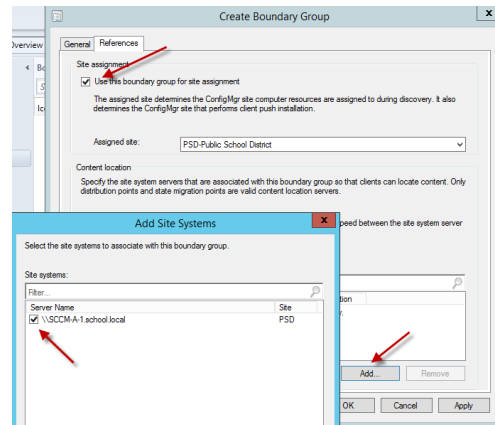 Create Boundary Group
x
Overview
General
References
Site assignment
Use this boundary group for site assignment
The assigned site determines the ConfigMgr site computer resources are assigned to during discovery. It also
determines the ConfigMgr site that performs client push installation.
Assigned site:
PSD-Public School District
Content location
Specify the site system servers that are associated with this boundary group so that clients can locate content. Only
distribution points and state migration points are valid content location servers.
Add Site Systems
x
peed between the site system server
Select the site systems to associate with this boundary group.
Site systems:
Filter...
Server Name
Site
\\SCCM-A-1.school.local
PSD
Add...
Remove
OK
Cancel
Apply